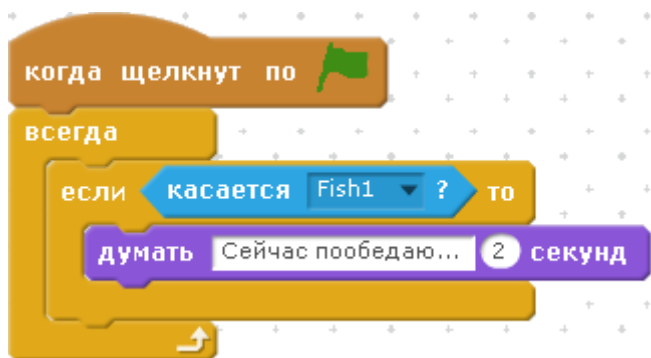 когда щелкнут по
всегда
если касается Fish1 ? то
думать Сейчас пообедаю... 2 секунд